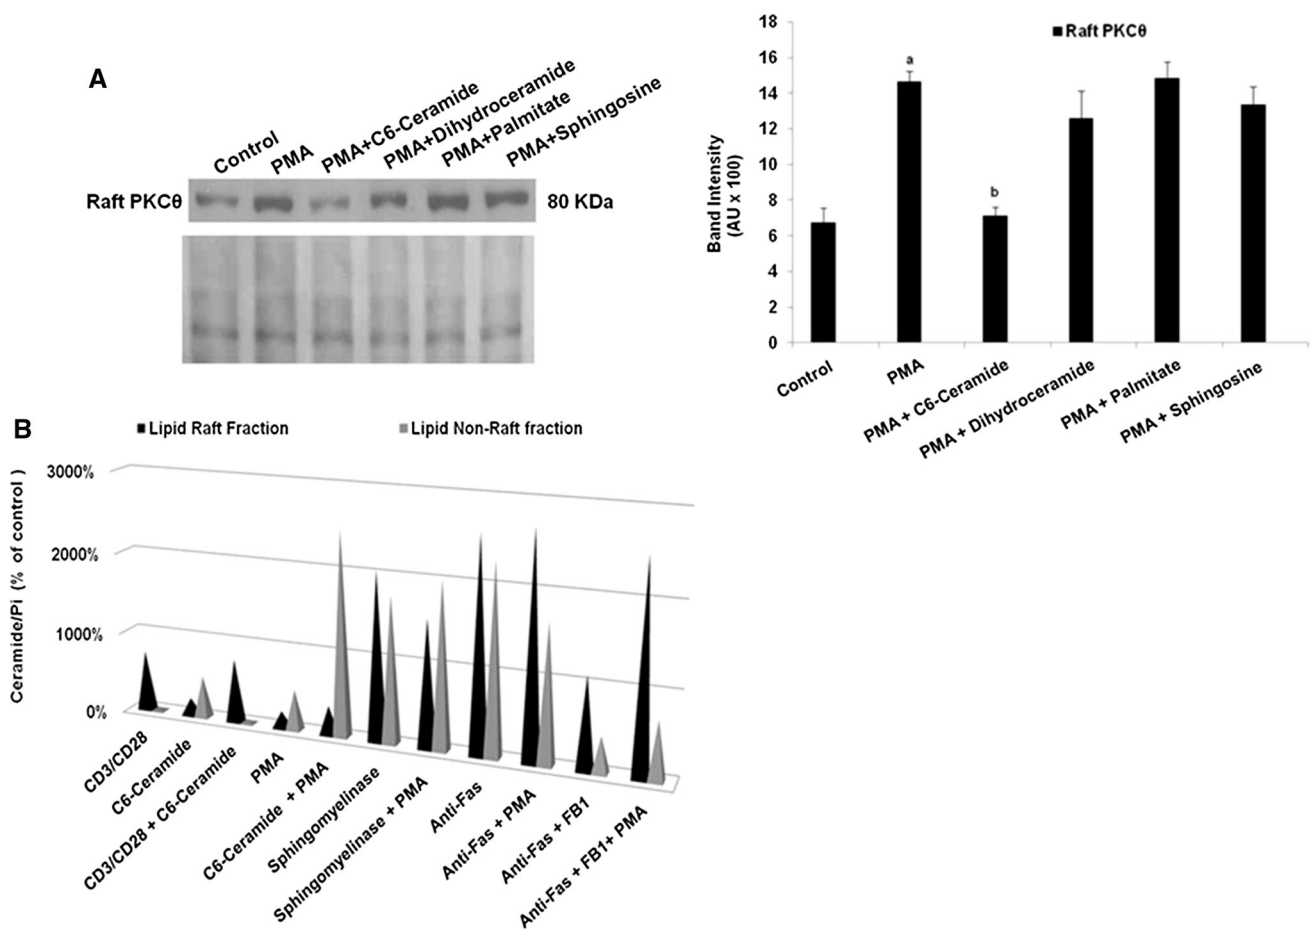 A
Control
PMA
PMA+C6-Ceramide
PMA+Dihydroceramide
PMA+Palmitate
PMA+Sphingosine
Raft PKCθ
80 KDa
Raft PKCθ
Band Intensity
(AU x 100)
18
16
14
12
10
8
6
4
2
0
a
b
Control
PMA
PMA + C6-Ceramide
PMA + Dihydroceramide
PMA + Palmitate
PMA + Sphingosine
B
Lipid Raft Fraction
Lipid Non-Raft fraction
Ceramide/Pi (% of control )
3000%
2000%
1000%
0%
CD3/CD28
C6-Ceramide
CD3/CD28 + C6-Ceramide
PMA
C6-Ceramide + PMA
Sphingomyelinase
Sphingomyelinase + PMA
Anti-Fas
Anti-Fas + PMA
Anti-Fas + FB1
Anti-Fas + FB1+ PMA